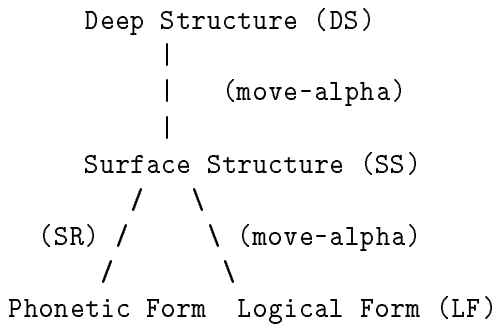 Deep Structure (DS)
|
| (move-alpha)
|
Surface Structure (SS)
/ \
(SR) / \ (move-alpha)
/ \
Phonetic Form Logical Form (LF)